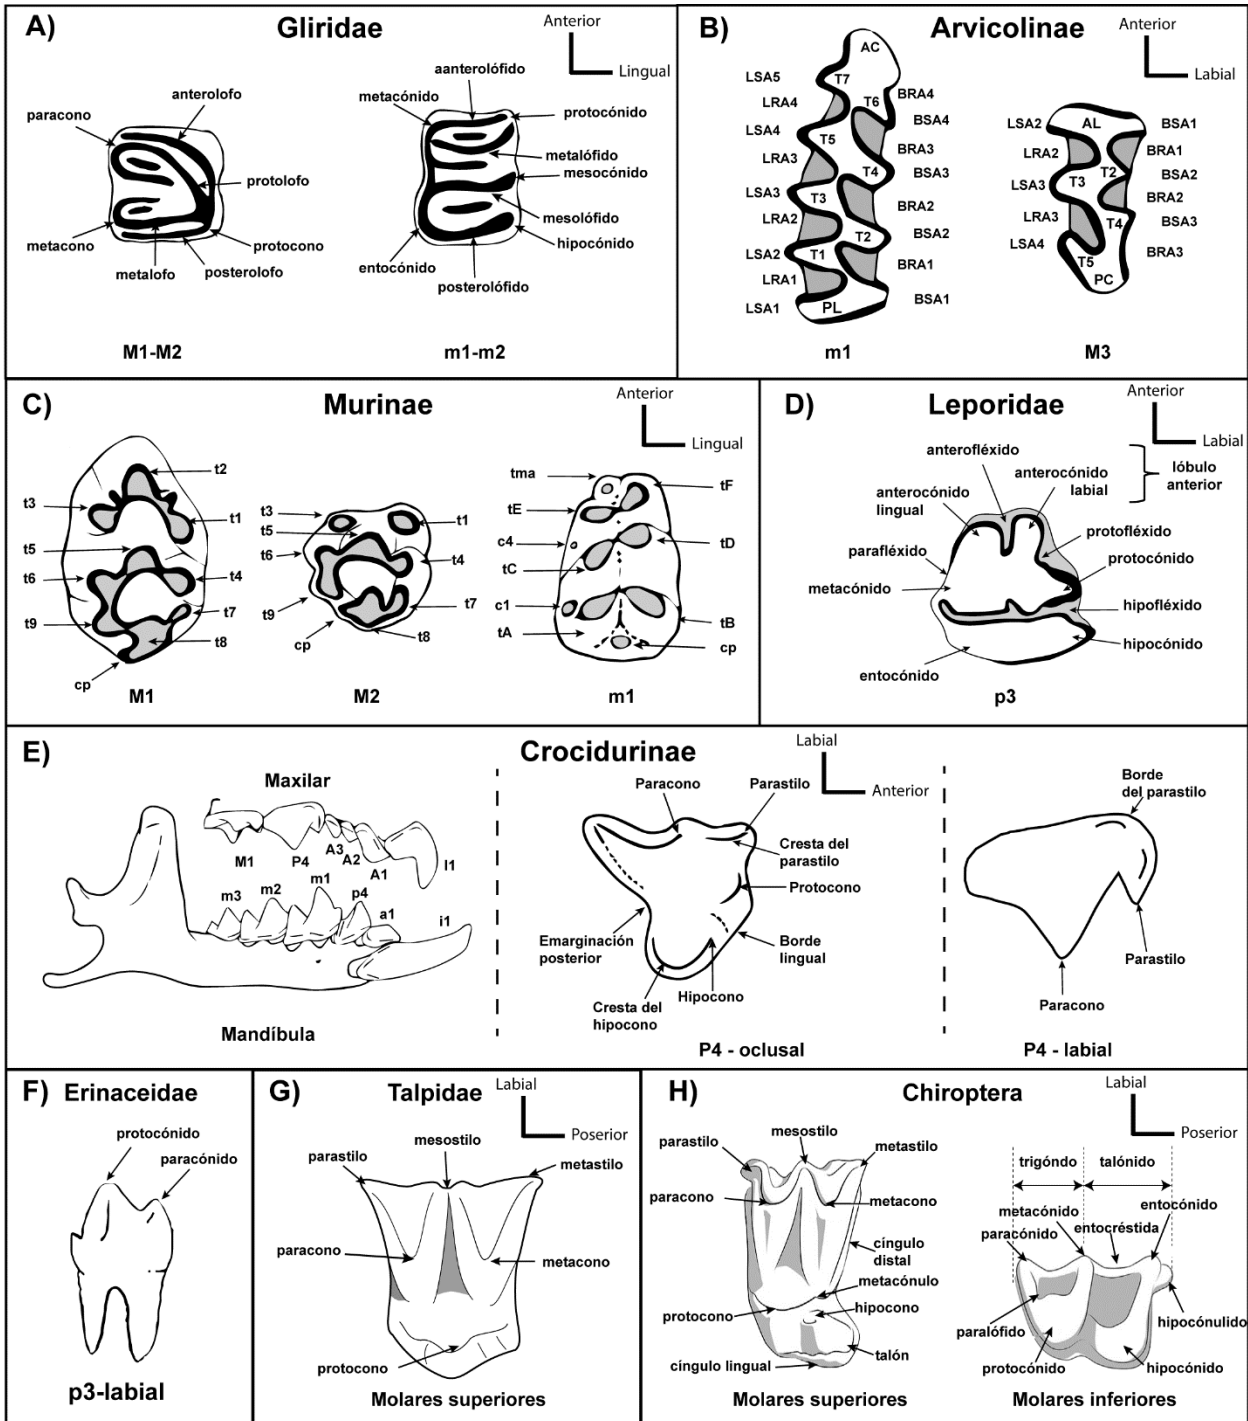 A)
Gliridae
Anterior
Lingual
paracono
anterolofo
protolofo
metacono
metalofo
posterolofo
protocono
M1-M2
aanterolófido
metacónido
protocónido
metalófido
mesocónido
mesolófido
hipocónido
entocónido
posterolófido
m1-m2
B)
Arvicolinae
Anterior
Labial
AC
LSA5
T7
BRA4
LRA4
T6
BSA4
LSA4
T5
BRA3
LRA3
T4
BSA3
LSA3
T3
BRA2
LRA2
T2
BSA2
LSA2
T1
BRA1
LRA1
LSA1
PL
BSA1
m1
LSA2
AL
BSA1
LRA2
BRA1
LSA3
T3
T2
BSA2
BRA2
LRA3
T4
BSA3
LSA4
T5
BRA3
PC
M3
C)
Murinae
Anterior
Lingual
t2
t3
t1
t5
t6
t4
t7
t9
t8
cp
M1
t3
t1
t5
t6
t4
t9
t7
cp
t8
M2
tma
tF
tE
c4
tD
tC
c1
tA
tB
cp
m1
D)
Leporidae
Anterior
Labial
anterofléxido
anterocónido
labial
lóbulo
anterior
anterocónido
lingual
protofléxido
parafléxido
protocónido
metacónido
hipofléxido
hipocónido
entocónido
p3
E)
Crocidurinae
Maxilar
M1
P4
A3
A2
A1
I1
m3
m2
m1
p4
a1
i1
Mandíbula
Labial
Anterior
Paracono
Parastilo
Cresta del
parastilo
Protocono
Emarginación
posterior
Borde
lingual
Hipocono
Cresta del
hipocono
P4 - oclusal
Borde
del parastilo
Parastilo
Paracono
P4 - labial
F)
Erinaceidae
protocónido
paracónido
p3-labial
G)
Talpidae
Labial
Poserior
mesostilo
parastilo
metastilo
paracono
metacono
protocono
Molares superiores
H)
Chiroptera
Labial
Posterior
mesostilo
parastilo
metastilo
paracono
metacono
cíngulo
distal
metacónulo
protocono
hipocono
talón
cíngulo lingual
Molares superiores
trigóndo
talónido
metacónido
entocónido
paracónido
entocréstida
paralófido
hipocónulido
protocónido
hipocónido
Molares inferiores